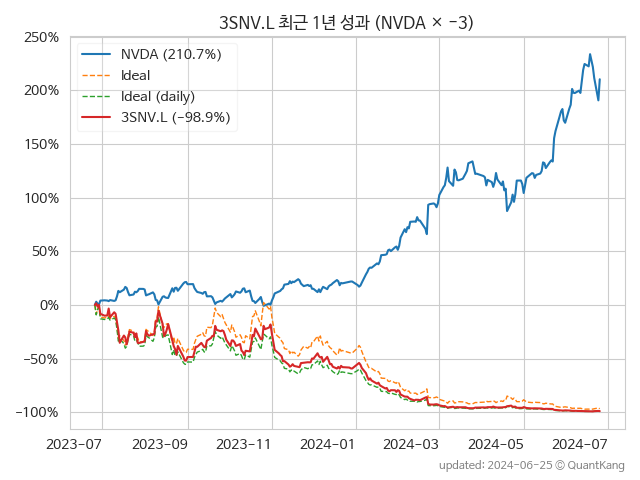 3SNV.L 최근 1년 성과 (NVDA × −3)
250%
200%
150%
100%
50%
0%
−50%
−100%
NVDA (210.7%)
Ideal
Ideal (daily)
3SNV.L (−98.9%)
2023-07
2023-09
2023-11
2024-01
2024-03
2024-05
2024-07
updated: 2024-06-25 © QuantKang